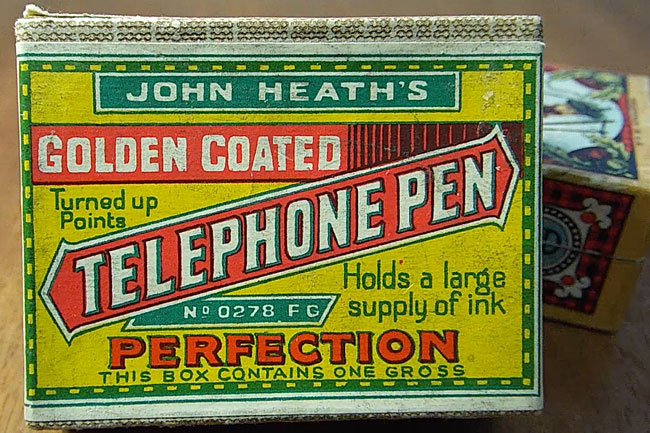 JOHN HEATH'S
GOLDEN COATED
Turned up
Points
TELEPHONE PEN
Holds a large
supply of ink
Nº 0278 F G
PERFECTION
THIS BOX CONTAINS ONE GROSS